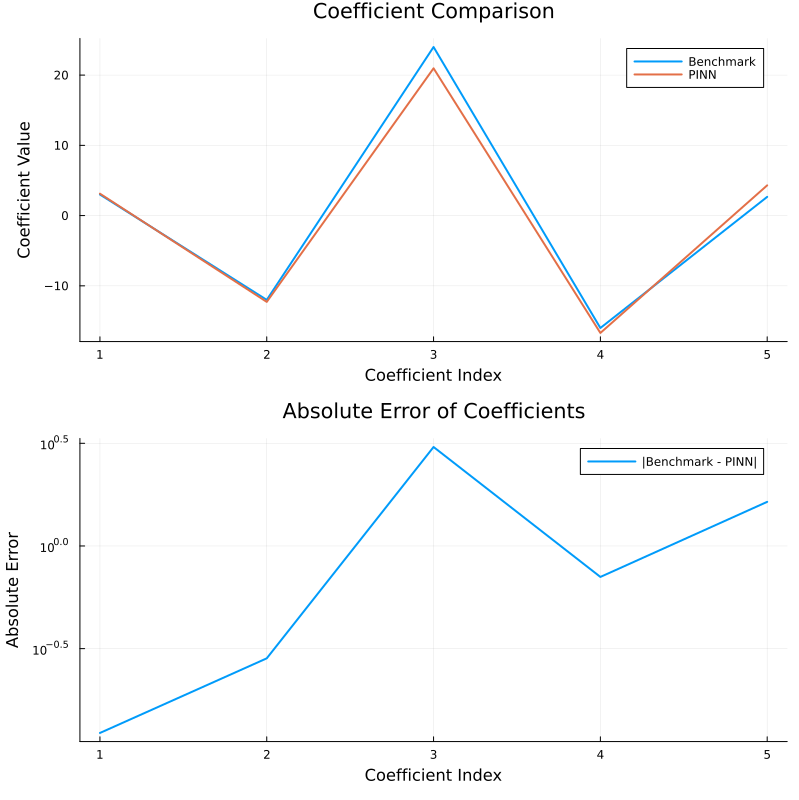 Coefficient Comparison
Coefficient Value
20
10
0
−10
Benchmark
PINN
1 2 3 4 5
Coefficient Index
Absolute Error of Coefficients
Absolute Error
10^0.5
10^0.0
10^−0.5
|Benchmark - PINN|
1 2 3 4 5
Coefficient Index